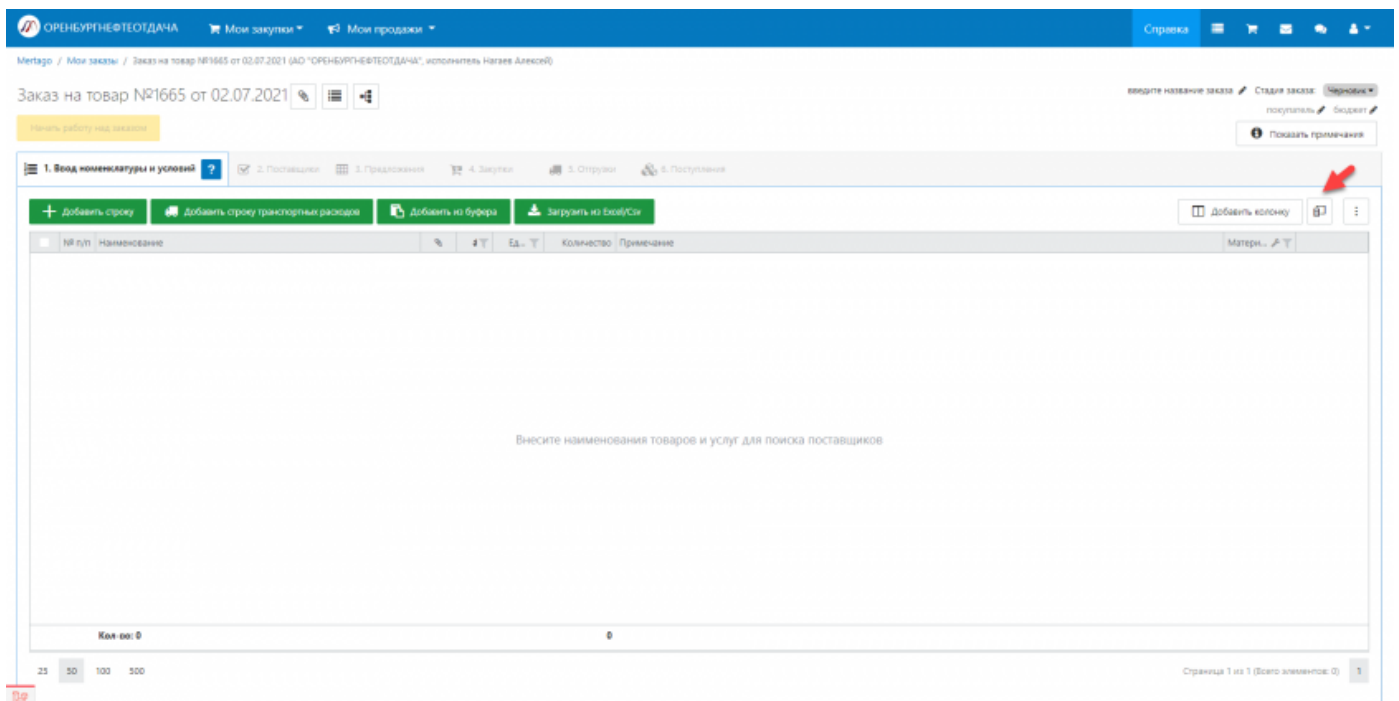 ОРЕНБУРГНЕФТЕОТДАЧА Мои закупки Мои продажи Справка
Mertago / Мои заказы / Заказ на товар №1665 от 02.07.2021 (АО "ОРЕНБУРГНЕФТЕОТДАЧА", исполнитель Нагаев Алексей)
Заказ на товар №1665 от 02.07.2021
введите название заказа Стадия заказа: Черновик
покупатель бюджет
Начать работу над заказом
Показать примечания
1. Ввод номенклатуры и условий ? 2. Поставщики 3. Предложения 4. Закупки 5. Отгрузки 6. Поступления
Добавить строку Добавить строку транспортных расходов Добавить из буфера Загрузить из Excel/Csv Добавить колонку
№ п/п Наименование # Ед... Количество Примечание Матери...
Внесите наименования товаров и услуг для поиска поставщиков
Кол-во: 0 0
25 50 100 500 Страница 1 из 1 (Всего элементов: 0) 1